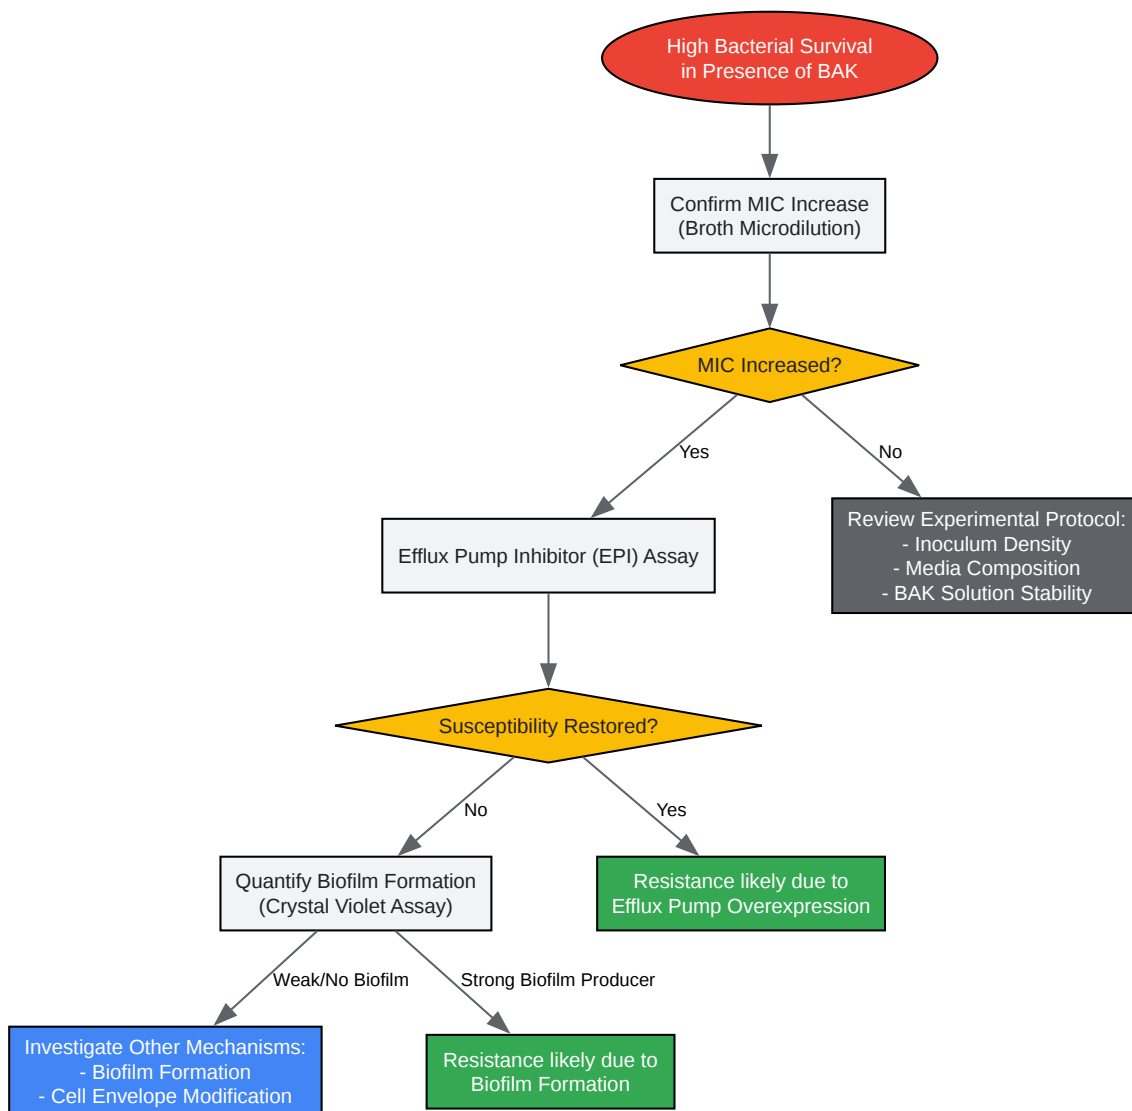 High Bacterial Survival
in Presence of BAK
Confirm MIC Increase
(Broth Microdilution)
MIC Increased?
Yes
No
Efflux Pump Inhibitor (EPI) Assay
Review Experimental Protocol:
- Inoculum Density
- Media Composition
- BAK Solution Stability
Susceptibility Restored?
No
Yes
Quantify Biofilm Formation
(Crystal Violet Assay)
Resistance likely due to
Efflux Pump Overexpression
Weak/No Biofilm
Strong Biofilm Producer
Investigate Other Mechanisms:
- Biofilm Formation
- Cell Envelope Modification
Resistance likely due to
Biofilm Formation